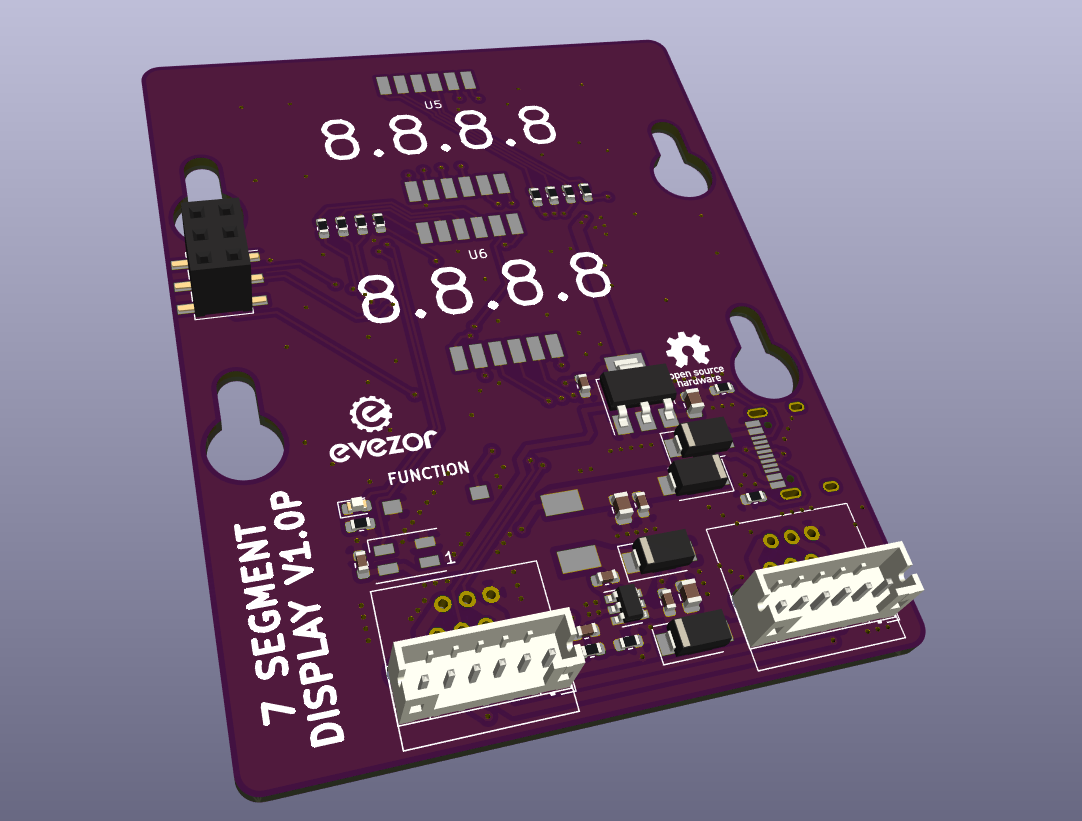 U5
8.8.8.8
U6
8.8.8.8
open source
hardware
evezor
FUNCTION
1
7 SEGMENT
DISPLAY V1.0P